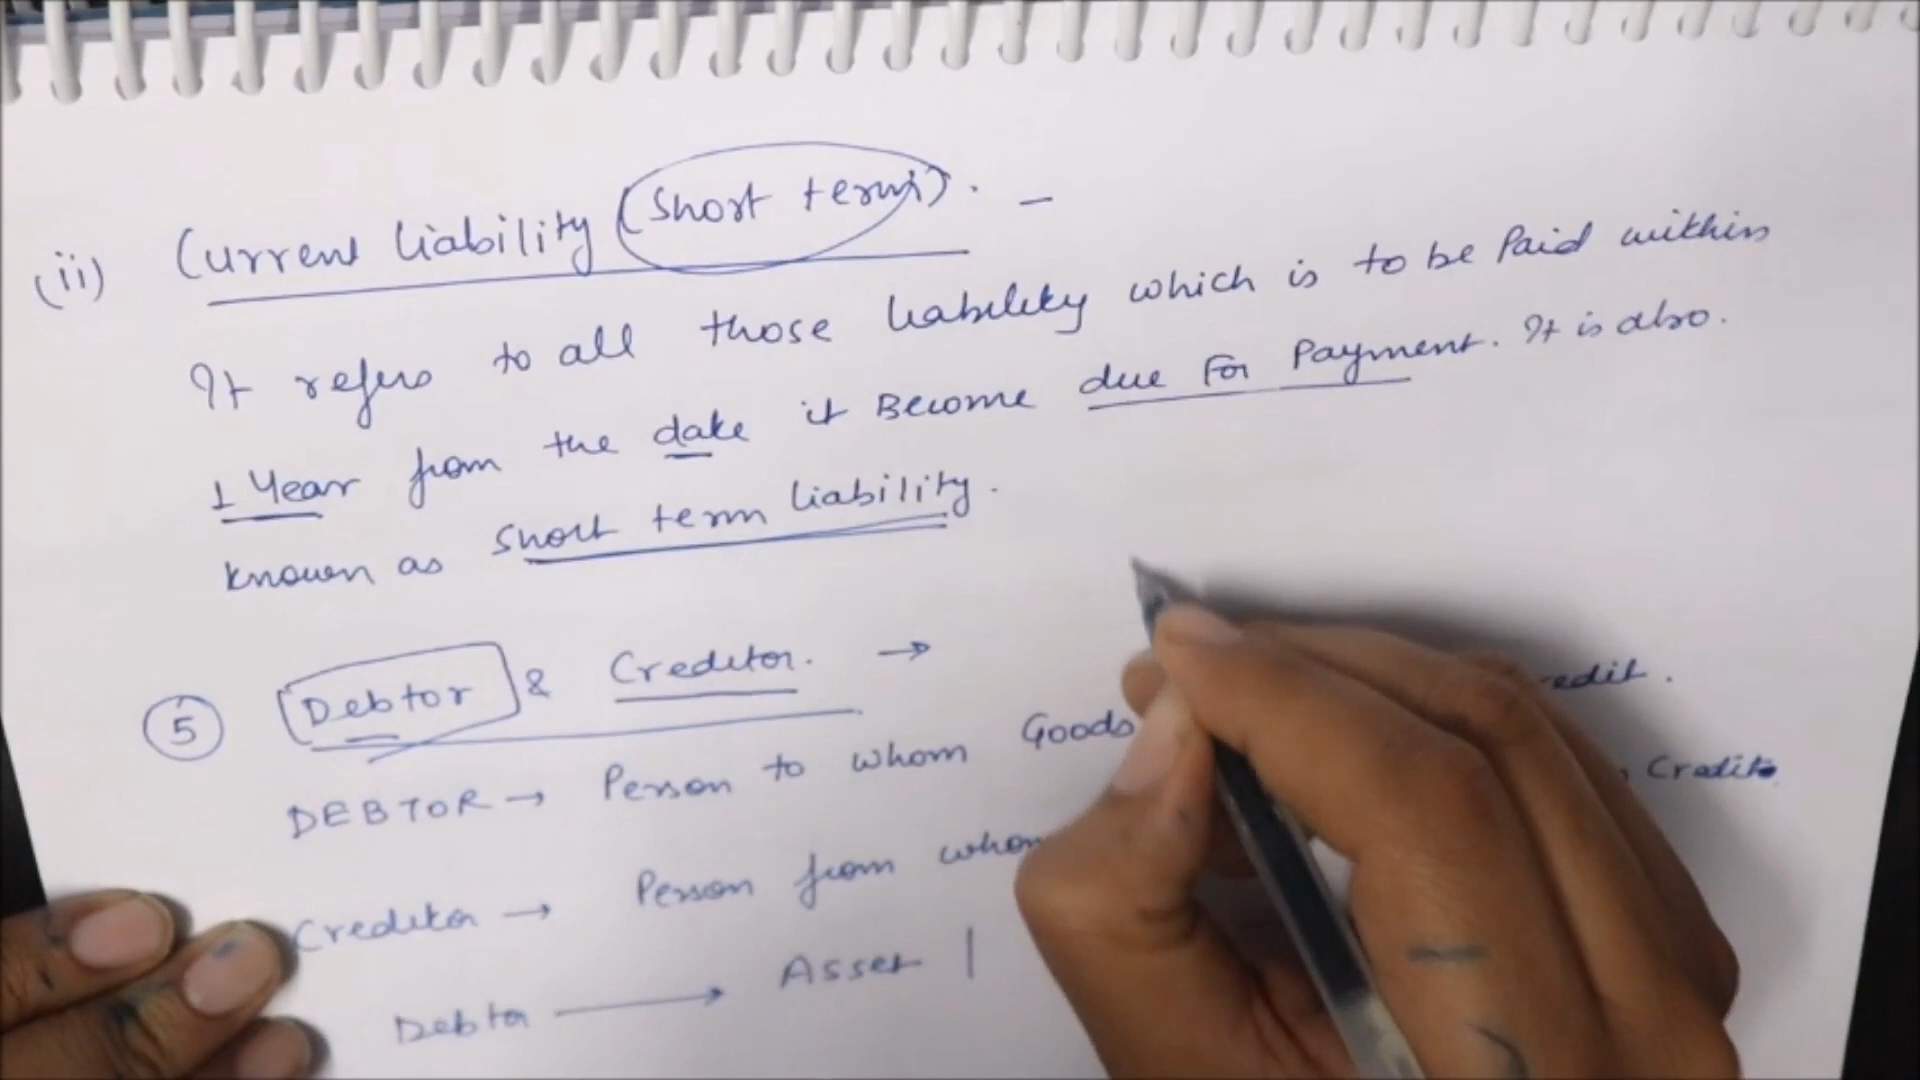 (ii) Current liability (Short term). –
It refers to all those liability which is to be Paid within
1 Year from the date it Become due For Payment. It is also.
known as Short term liability.
5 Debtor & Creditor. →
DEBTOR → Person to whom Goods edit.
Creditor → Person from whom Credit.
Debtor → Asset |